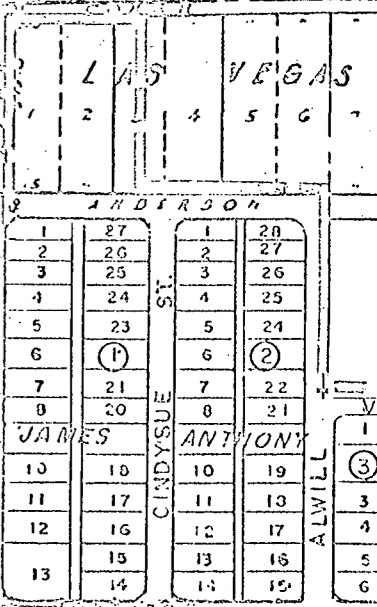 LAS VEGAS
1 2 4 5 6 7
ANDERSON
1 27 1 28
2 26 2 27
3 25 3 26
4 24 4 25
5 23 5 24
6 ① 6 ②
7 21 7 22
8 20 8 21
JAMES ANTHONY
V
1
③
10 18 10 19
11 17 11 18 3
12 16 12 17 4
13 15 13 16 5
14 14 15 6
CINDYSUE ST.
ALWILL